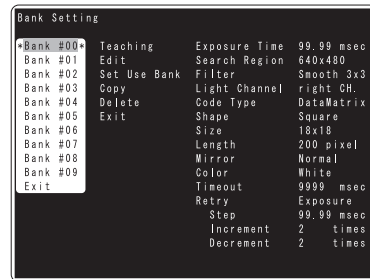 Bank Setting
*Bank #00* Teaching Exposure Time 99.99 msec
Bank #01 Edit Search Region 640x480
Bank #02 Set Use Bank Filter Smooth 3x3
Bank #03 Copy Light Channel right CH.
Bank #04 Delete Code Type DataMatrix
Bank #05 Exit Shape Square
Bank #06 Size 18x18
Bank #07 Length 200 pixel
Bank #08 Mirror Normal
Bank #09 Color White
Exit Timeout 9999 msec
Retry Exposure
Step 99.99 msec
Increment 2 times
Decrement 2 times